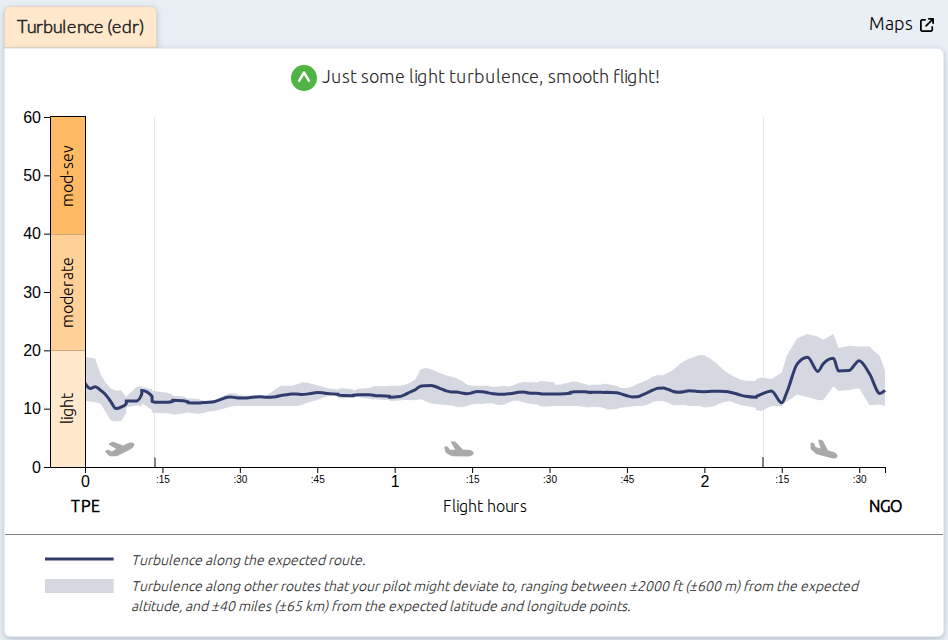 Turbulence (edr)
Maps
Just some light turbulence, smooth flight!
60
50
40
30
20
10
0
mod-sev
moderate
light
0 :15 :30 :45 1 :15 :30 :45 2 :15 :30
TPE Flight hours NGO
Turbulence along the expected route.
Turbulence along other routes that your pilot might deviate to, ranging between ±2000 ft (±600 m) from the expected
altitude, and ±40 miles (±65 km) from the expected latitude and longitude points.